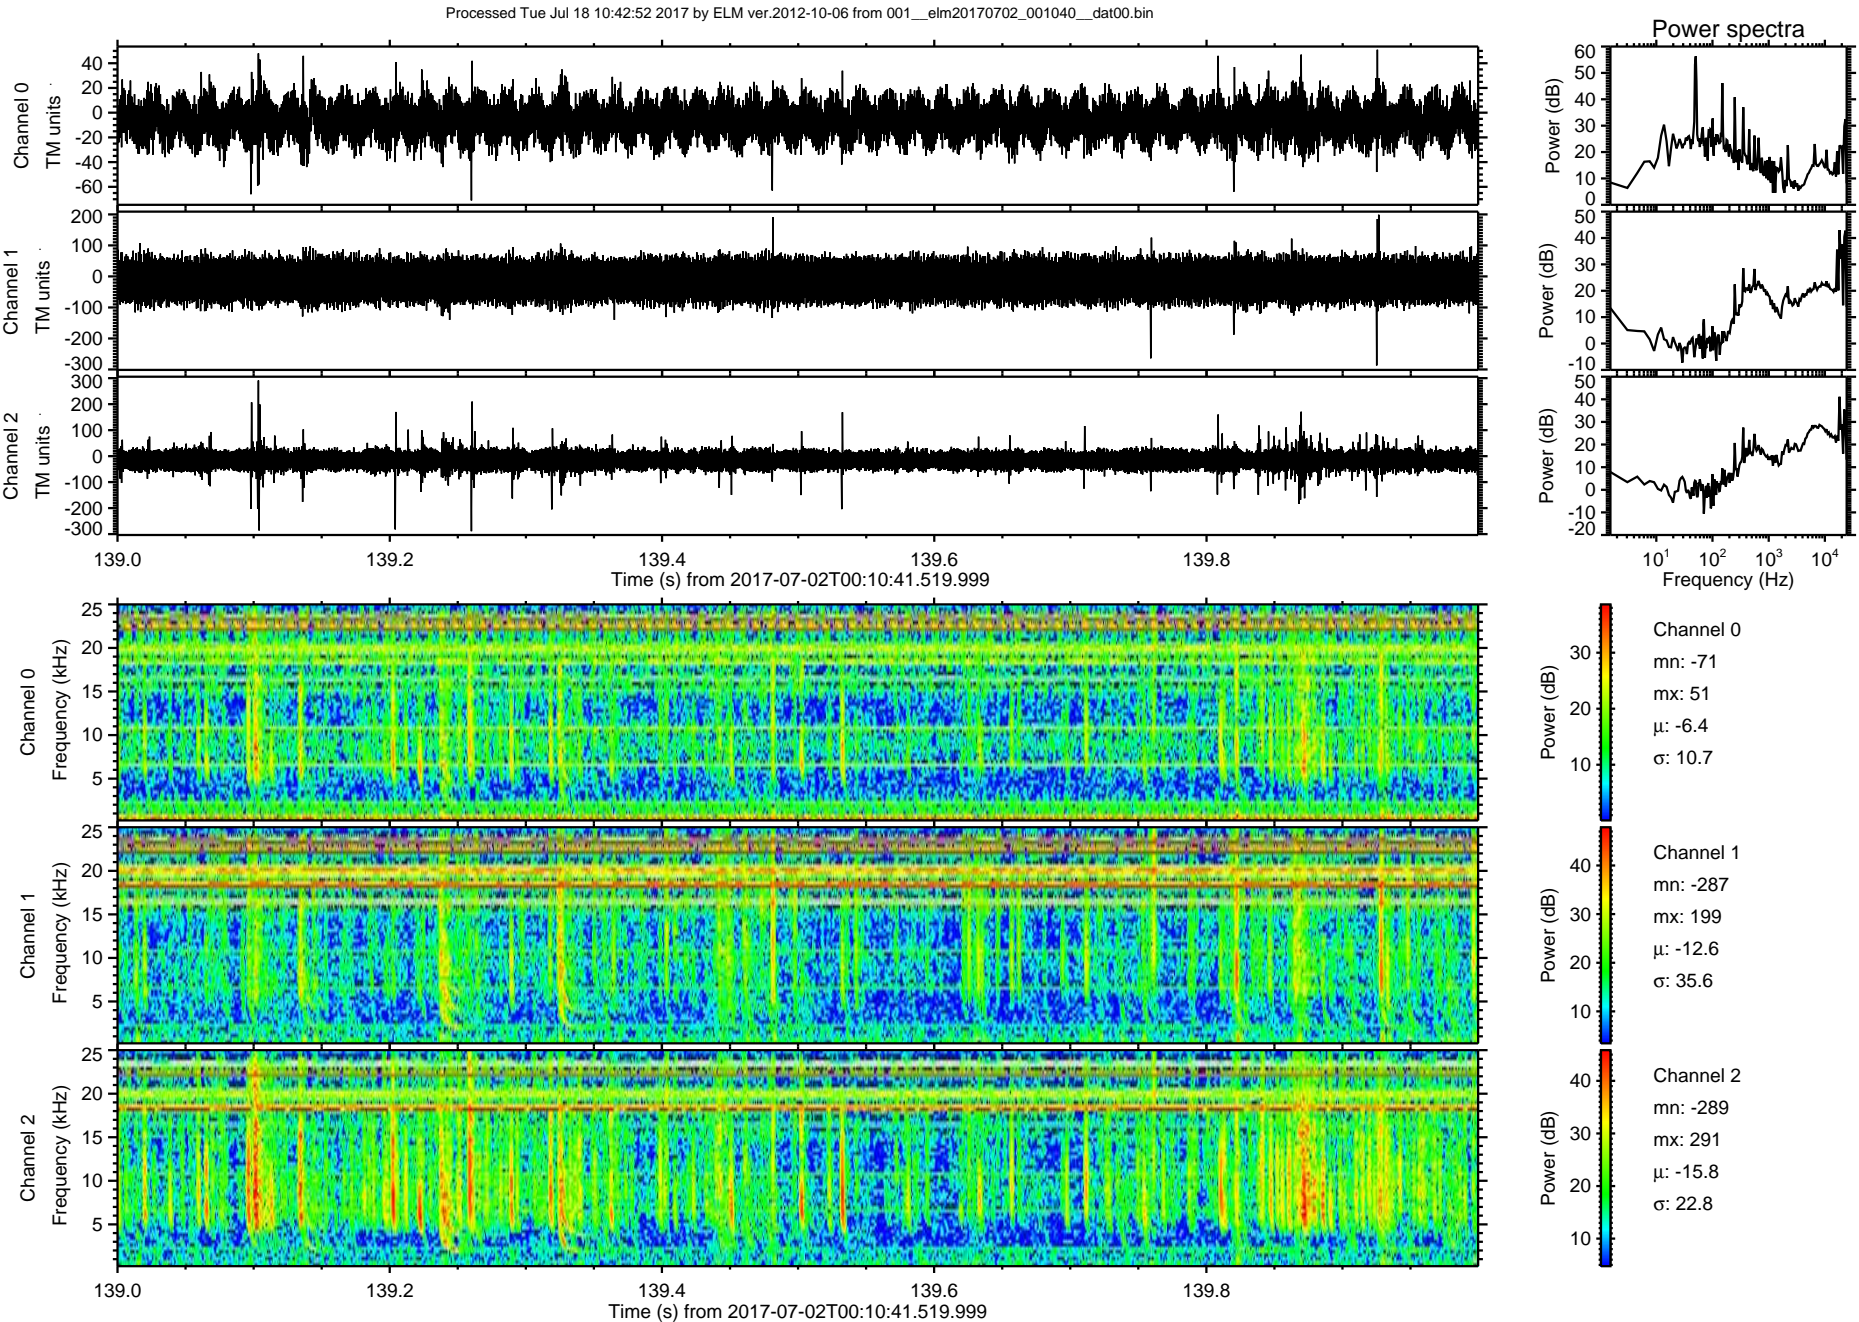 Processed Tue Jul 18 10:42:52 2017 by ELM ver.2012-10-06 from 001__elm20170702_001040__dat00.bin
Power spectra
Channel 0
TM units
40
20
0
-20
-40
-60
Power (dB)
60
50
40
30
20
10
0
Channel 1
TM units
200
100
0
-100
-200
-300
Power (dB)
50
40
30
20
10
0
-10
Channel 2
TM units
300
200
100
0
-100
-200
-300
Power (dB)
50
40
30
20
10
0
-10
-20
139.0 139.2 139.4 139.6 139.8
Time (s) from 2017-07-02T00:10:41.519.999
10^1 10^2 10^3 10^4
Frequency (Hz)
Channel 0
Frequency (kHz)
25
20
15
10
5
Power (dB)
30
20
10
Channel 0
mn: -71
mx: 51
μ: -6.4
σ: 10.7
Channel 1
Frequency (kHz)
25
20
15
10
5
Power (dB)
40
30
20
10
Channel 1
mn: -287
mx: 199
μ: -12.6
σ: 35.6
Channel 2
Frequency (kHz)
25
20
15
10
5
Power (dB)
40
30
20
10
Channel 2
mn: -289
mx: 291
μ: -15.8
σ: 22.8
139.0 139.2 139.4 139.6 139.8
Time (s) from 2017-07-02T00:10:41.519.999